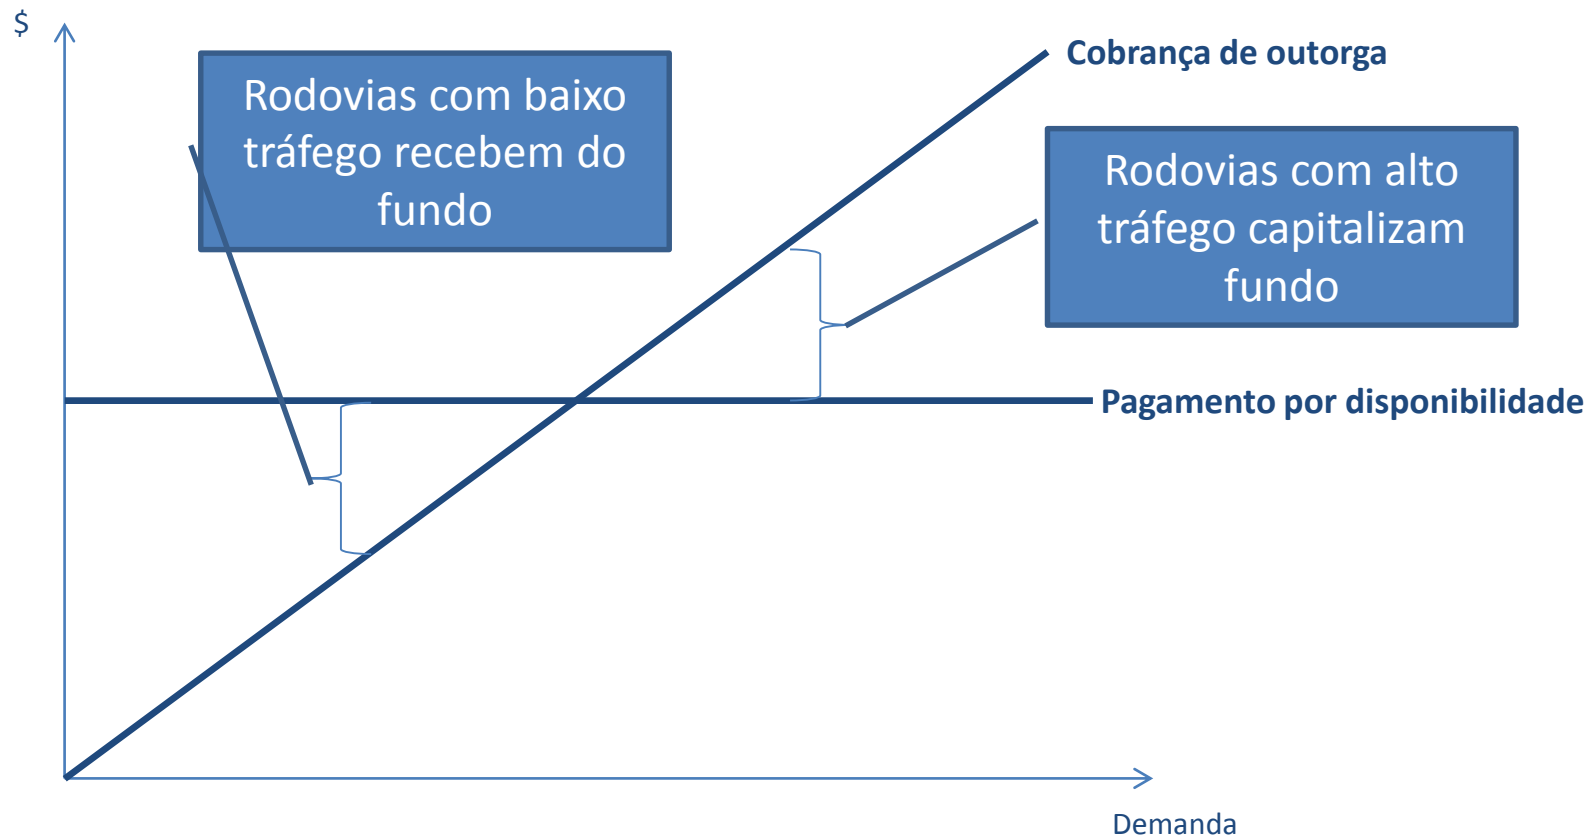 $
Cobrança de outorga
Rodovias com baixo
tráfego recebem do
fundo
Rodovias com alto
tráfego capitalizam
fundo
Pagamento por disponibilidade
Demanda